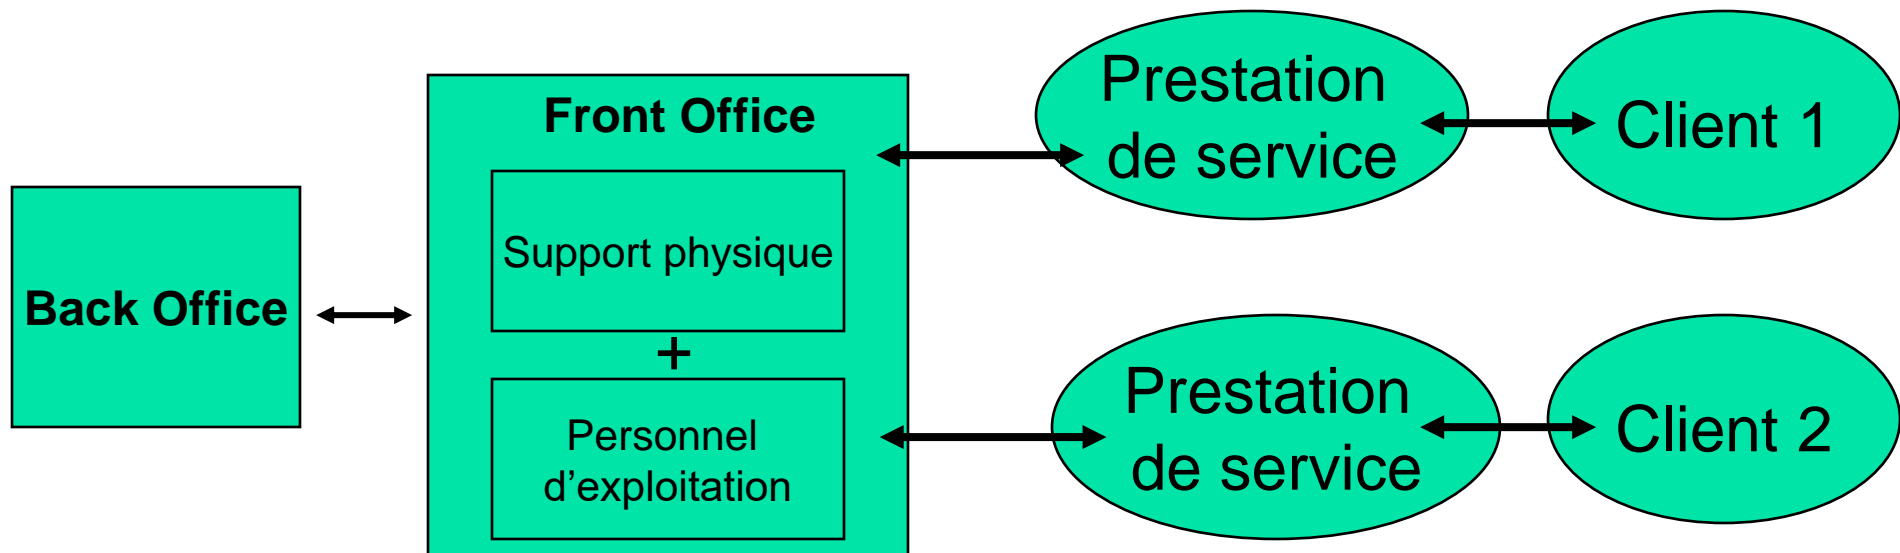 Back Office
Front Office
Support physique
+
Personnel
d’exploitation
Prestation
de service
Client 1
Prestation
de service
Client 2